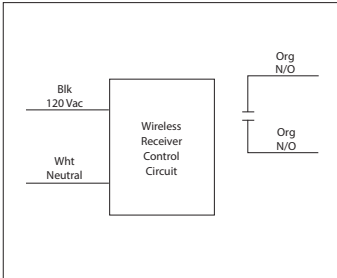 Blk
120 Vac
Wht
Neutral
Wireless
Receiver
Control
Circuit
Org
N/O
Org
N/O